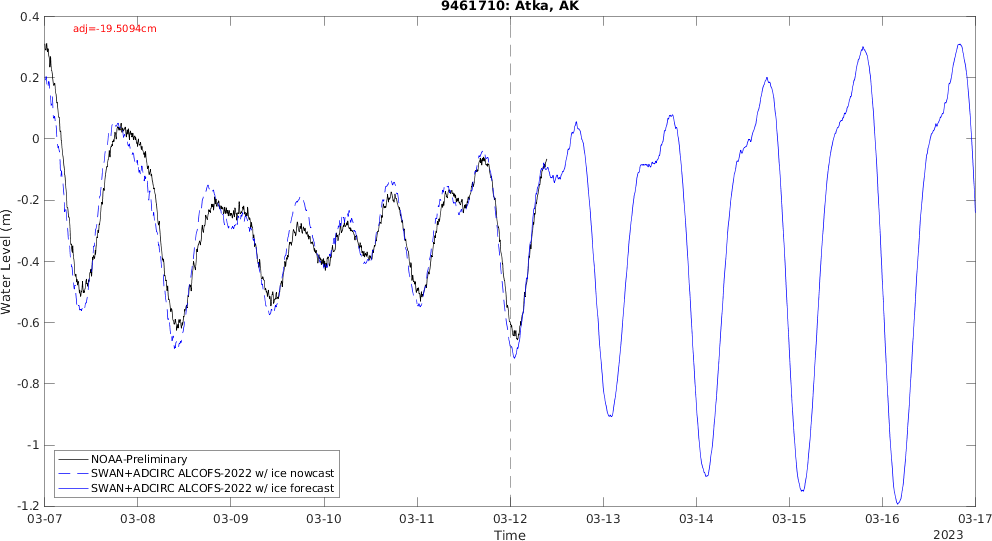 9461710: Atka, AK
adj=-19.5094cm
0.4
0.2
0
-0.2
-0.4
-0.6
-0.8
-1
-1.2
Water Level (m)
NOAA-Preliminary
SWAN+ADCIRC ALCOFS-2022 w/ ice nowcast
SWAN+ADCIRC ALCOFS-2022 w/ ice forecast
03-07 03-08 03-09 03-10 03-11 03-12 03-13 03-14 03-15 03-16 03-17
Time
2023